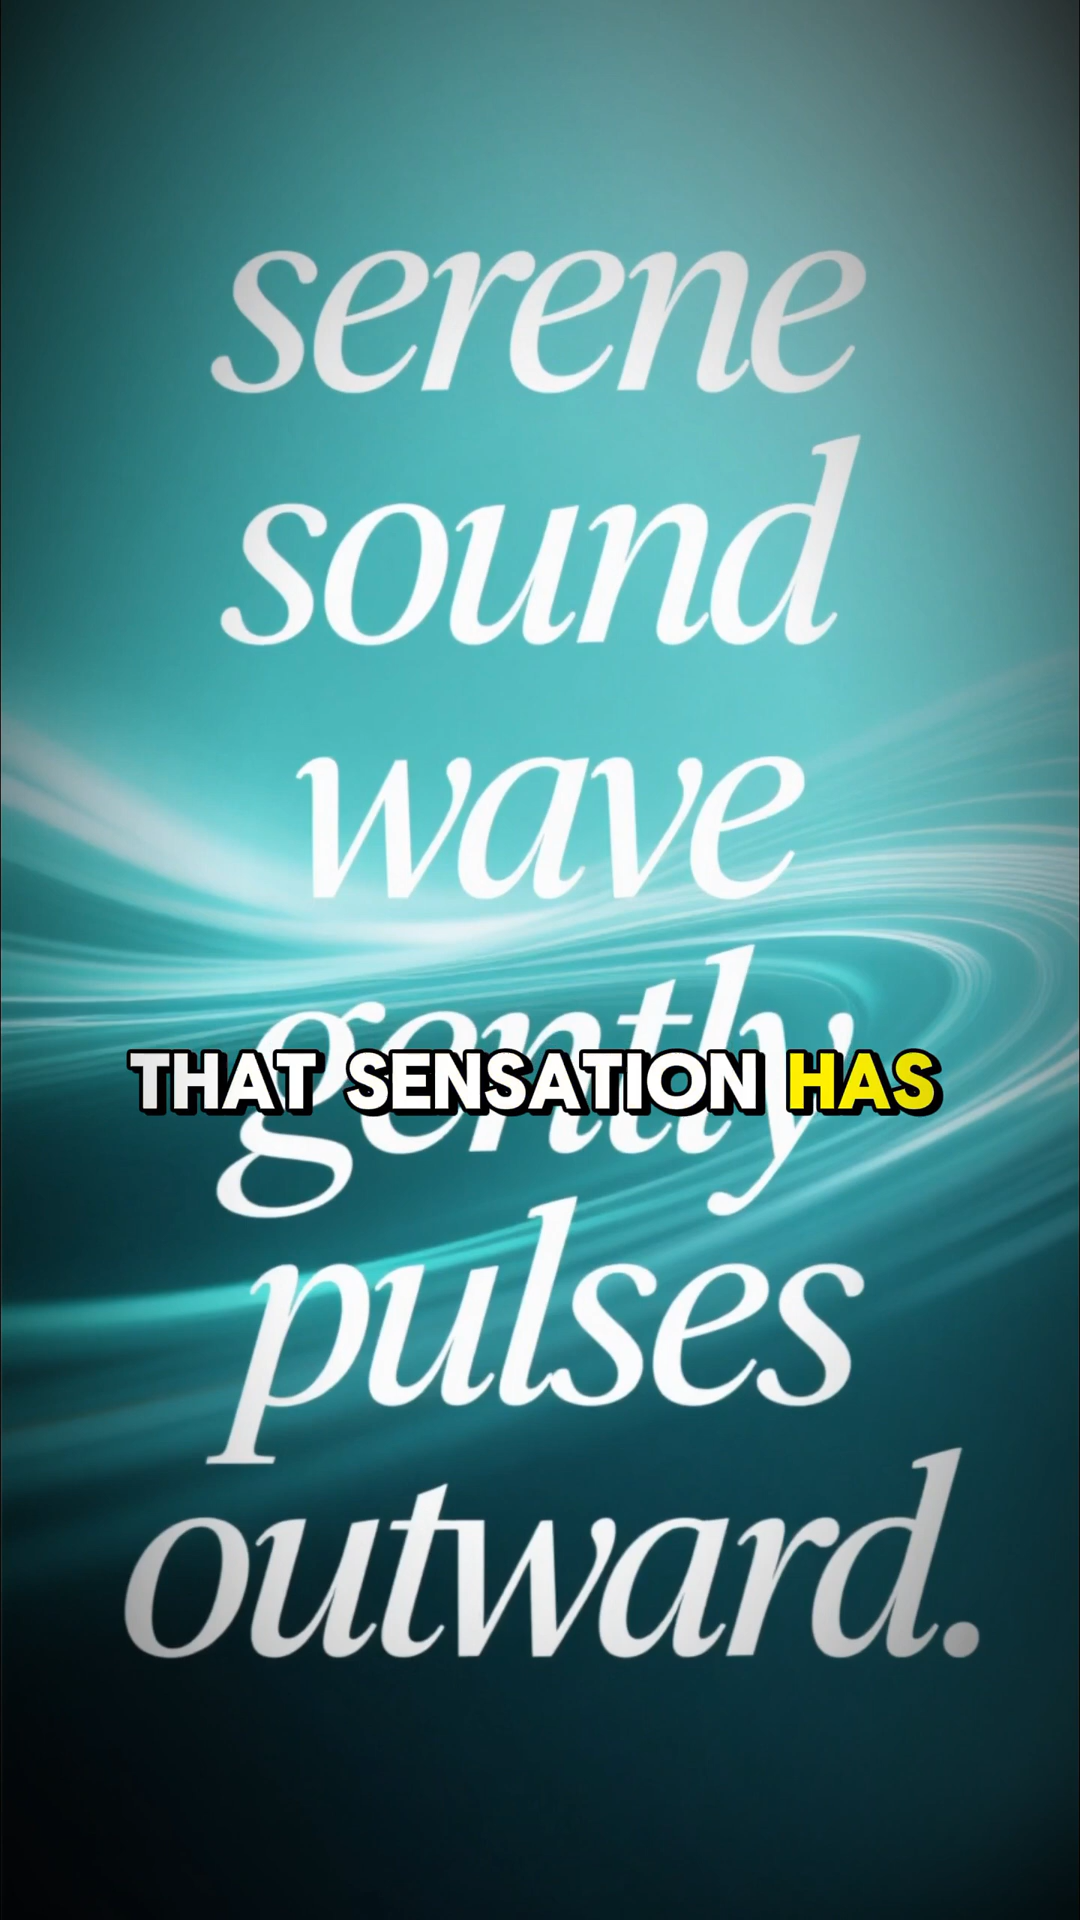 serene
sound
wave
gently
THAT SENSATION HAS
pulses
outward.